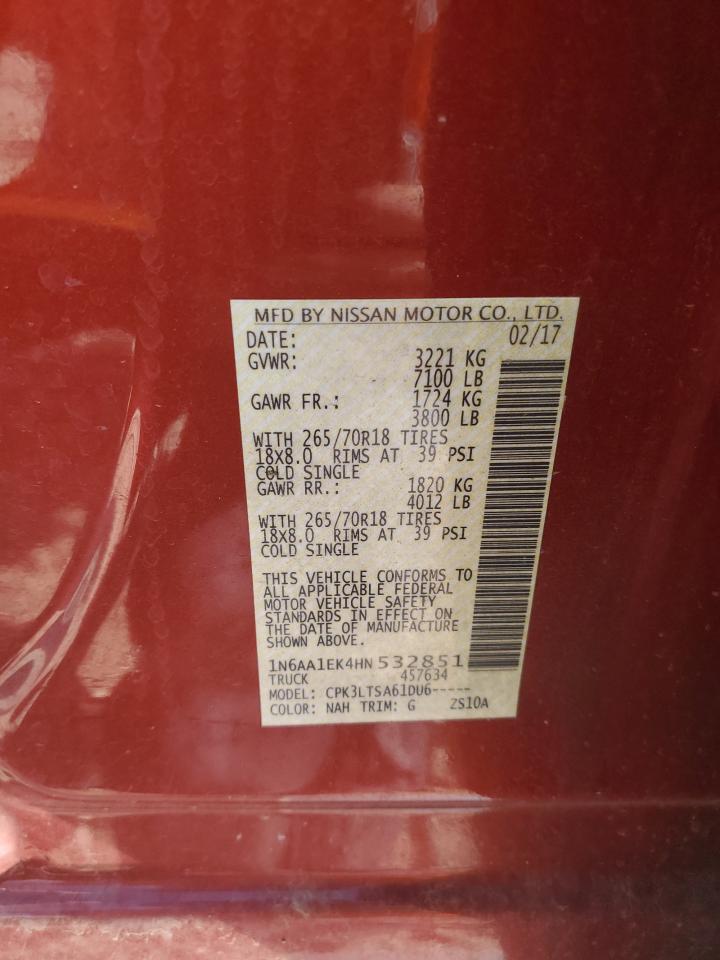 MFD BY NISSAN MOTOR CO., LTD.
DATE: 02/17
GVWR: 3221 KG
7100 LB
GAWR FR.: 1724 KG
3800 LB
WITH 265/70R18 TIRES
18X8.0 RIMS AT 39 PSI
COLD SINGLE
GAWR RR.: 1820 KG
4012 LB
WITH 265/70R18 TIRES
18X8.0 RIMS AT 39 PSI
COLD SINGLE
THIS VEHICLE CONFORMS TO
ALL APPLICABLE FEDERAL
MOTOR VEHICLE SAFETY
STANDARDS IN EFFECT ON
THE DATE OF MANUFACTURE
SHOWN ABOVE.
1N6AA1EK4HN532851
TRUCK 457634
MODEL: CPK3LTSA61DU6-----
COLOR: NAH TRIM: G ZS10A